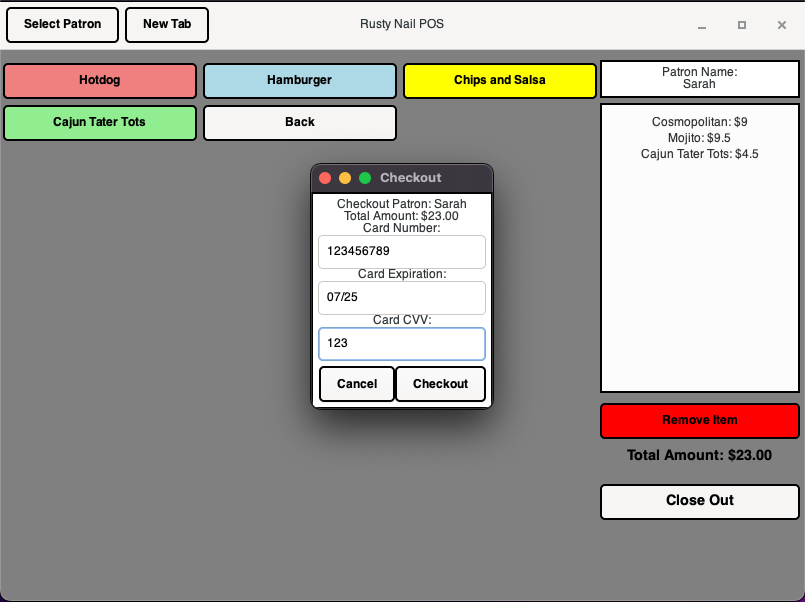 Select Patron
New Tab
Rusty Nail POS
Hotdog
Hamburger
Chips and Salsa
Cajun Tater Tots
Back
Patron Name:
Sarah
Cosmopolitan: $9
Mojito: $9.5
Cajun Tater Tots: $4.5
Checkout
Checkout Patron: Sarah
Total Amount: $23.00
Card Number:
123456789
Card Expiration:
07/25
Card CVV:
123
Cancel
Checkout
Remove Item
Total Amount: $23.00
Close Out